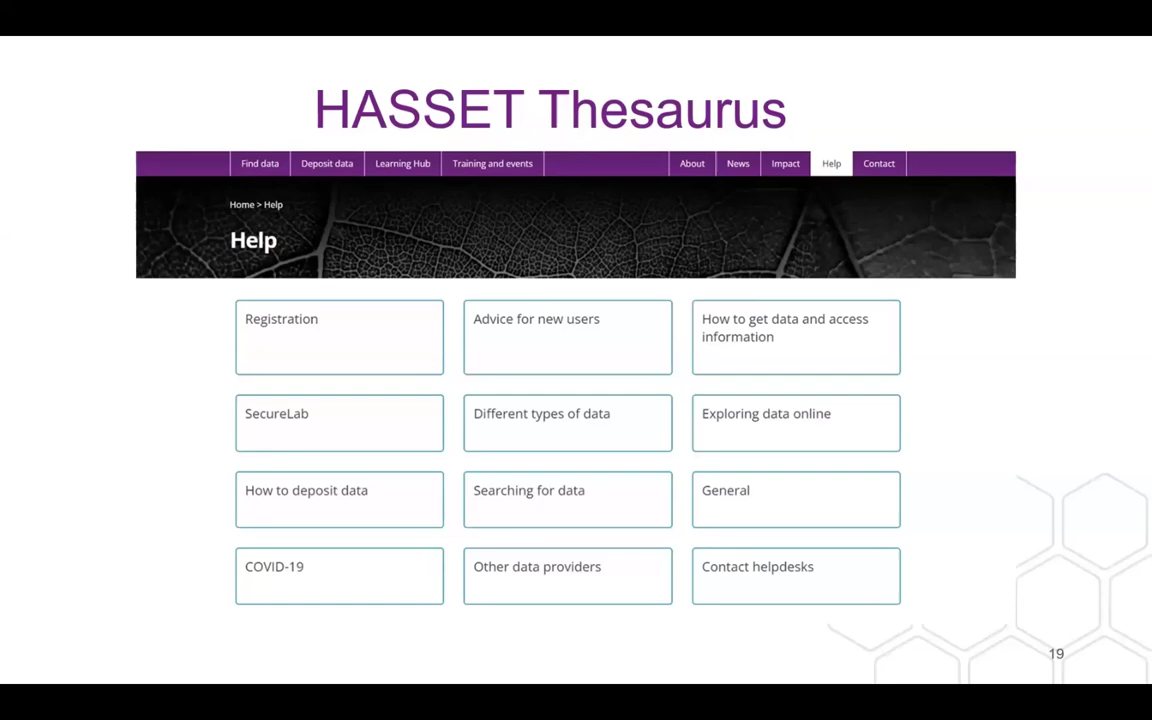 HASSET Thesaurus
Find data
Deposit data
Learning Hub
Training and events
About
News
Impact
Help
Contact
Home > Help
Help
Registration
Advice for new users
How to get data and access
information
SecureLab
Different types of data
Exploring data online
How to deposit data
Searching for data
General
COVID-19
Other data providers
Contact helpdesks
19